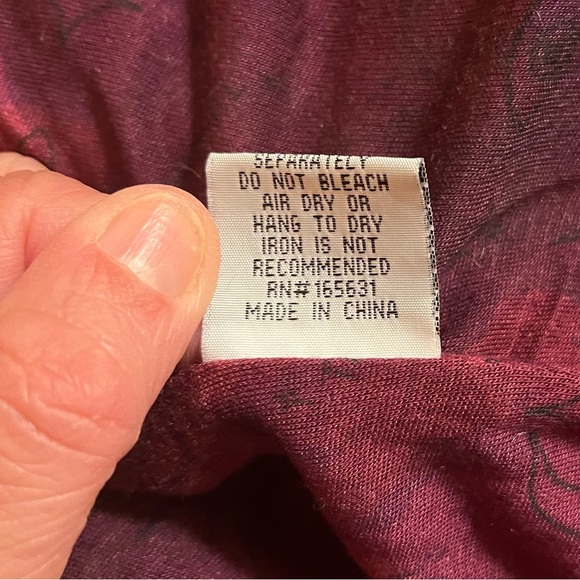 SEPARATELY
DO NOT BLEACH
AIR DRY OR
HANG TO DRY
IRON IS NOT
RECOMMENDED
RN#165631
MADE IN CHINA